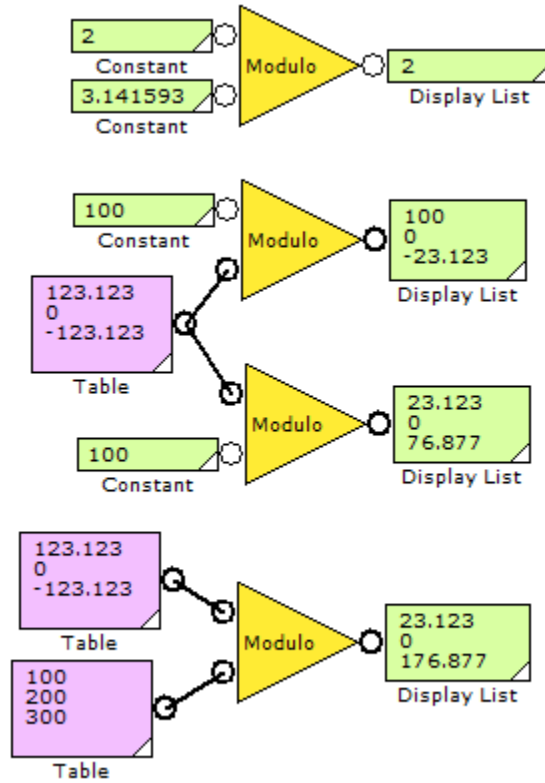 2
Constant
3.141593
Constant
Modulo
2
Display List
100
Constant
Modulo
100
0
-23.123
Display List
123.123
0
-123.123
Table
100
Constant
Modulo
23.123
0
76.877
Display List
123.123
0
-123.123
Table
100
200
300
Table
Modulo
23.123
0
176.877
Display List